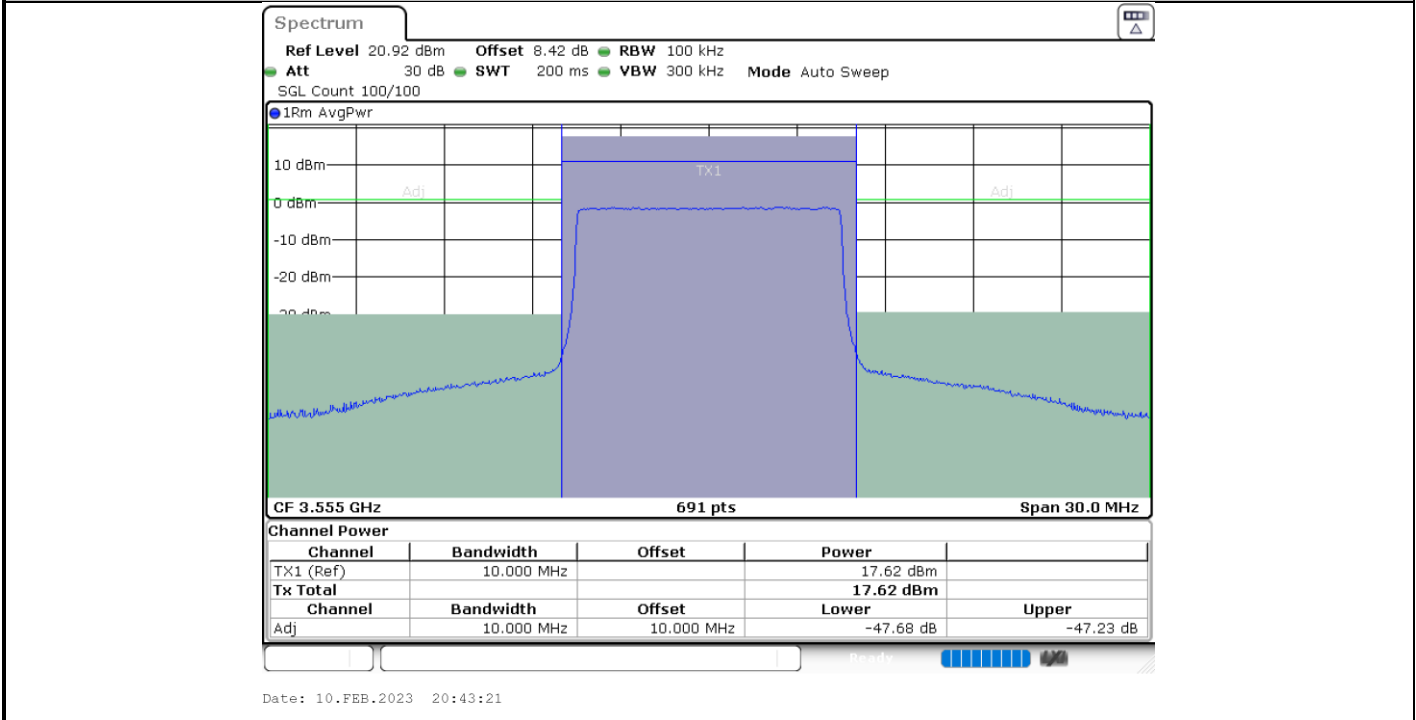 Spectrum
Ref Level 20.92 dBm Offset 8.42 dB RBW 100 kHz
Att 30 dB SWT 200 ms VBW 300 kHz Mode Auto Sweep
SGL Count 100/100
1Rm AvgPwr
10 dBm
TX1
Adj Adj
0 dBm
-10 dBm
-20 dBm
-30 dBm
CF 3.555 GHz 691 pts Span 30.0 MHz
Channel Power
Channel Bandwidth Offset Power
TX1 (Ref) 10.000 MHz 17.62 dBm
Tx Total 17.62 dBm
Channel Bandwidth Offset Lower Upper
Adj 10.000 MHz 10.000 MHz -47.68 dB -47.23 dB
Ready
Date: 10.FEB.2023 20:43:21